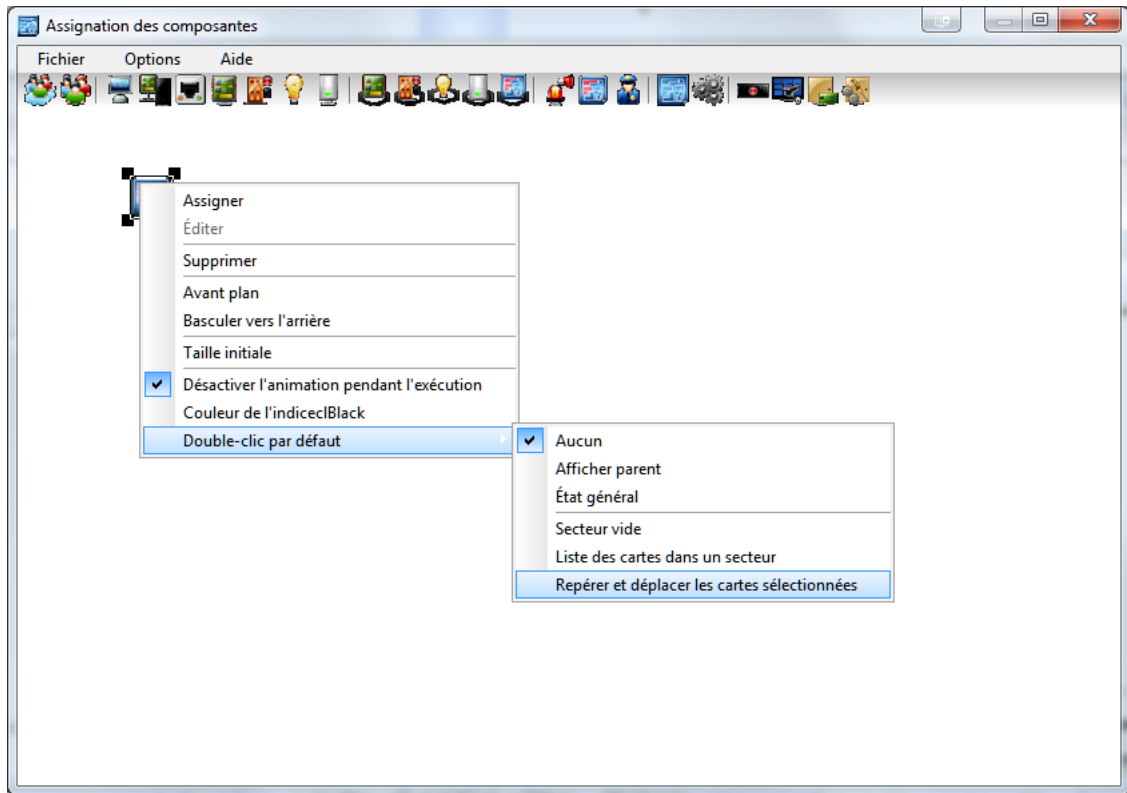 Assignation des composantes
Fichier Options Aide
Assigner
Éditer
Supprimer
Avant plan
Basculer vers l'arrière
Taille initiale
Désactiver l'animation pendant l'exécution
Couleur de l'indiceclBlack
Double-clic par défaut
Aucun
Afficher parent
État général
Secteur vide
Liste des cartes dans un secteur
Repérer et déplacer les cartes sélectionnées